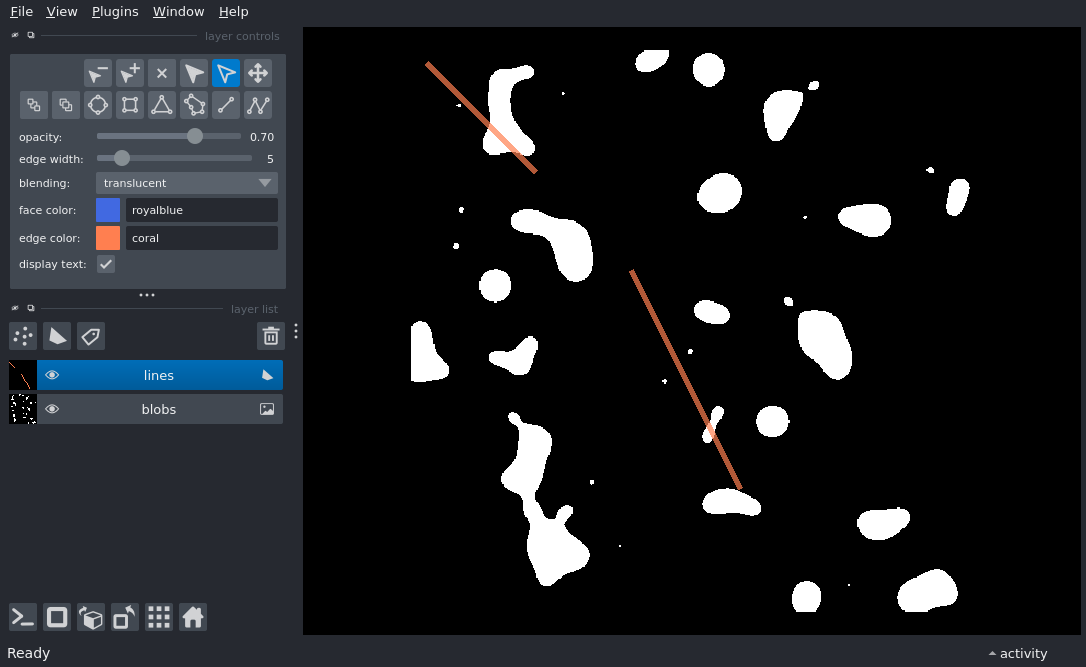 File View Plugins Window Help
layer controls
opacity: 0.70
edge width: 5
blending: translucent
face color: royalblue
edge color: coral
display text:
layer list
lines
blobs
Ready
activity